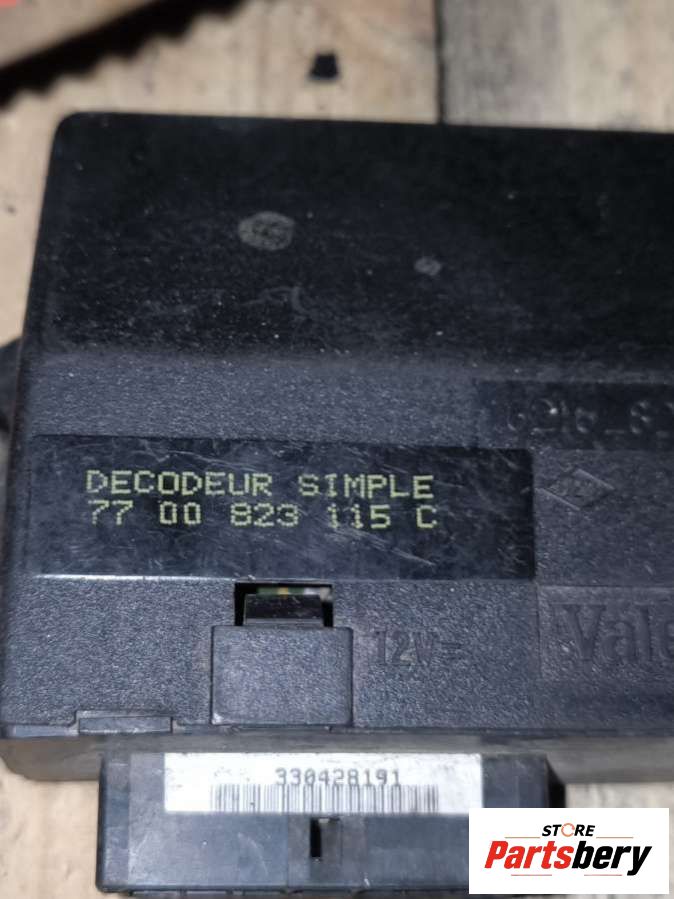 DECODEUR SIMPLE
77 00 823 115 C
12V=
330428191
STORE
Partsbery